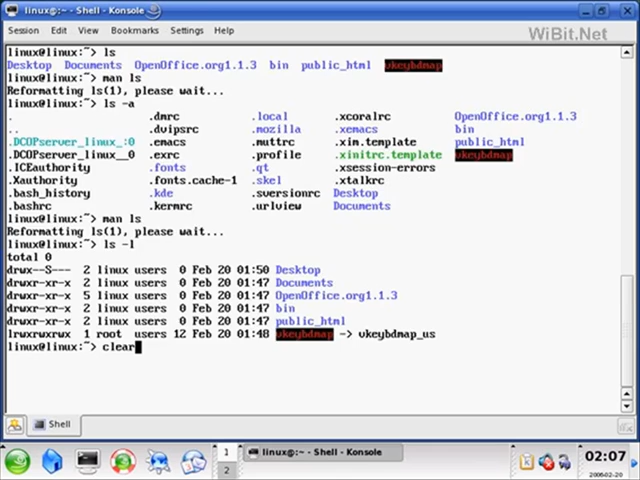 linux@:~ - Shell - Konsole
Session Edit View Bookmarks Settings Help
WiBit.Net
linux@linux:~> ls
Desktop Documents OpenOffice.org1.1.3 bin public_html vkeybdmap
linux@linux:~> man ls
Reformatting ls(1), please wait...
linux@linux:~> ls -a
. .dmrc .local .xcoralrc OpenOffice.org1.1.3
.. .dvipsrc .mozilla .xemacs bin
.DCOPserver_linux_:0 .emacs .muttrc .xim.template public_html
.DCOPserver_linux__0 .exrc .profile .xinitrc.template vkeybdmap
.ICEauthority .fonts .qt .xsession-errors
.Xauthority .fonts.cache-1 .skel .xtalkrc
.bash_history .kde .sversionrc Desktop
.bashrc .kermrc .urlview Documents
linux@linux:~> man ls
Reformatting ls(1), please wait...
linux@linux:~> ls -l
total 0
drwx--S--- 2 linux users 0 Feb 20 01:50 Desktop
drwxr-xr-x 2 linux users 0 Feb 20 01:47 Documents
drwxr-xr-x 5 linux users 0 Feb 20 01:47 OpenOffice.org1.1.3
drwxr-xr-x 2 linux users 0 Feb 20 01:47 bin
drwxr-xr-x 2 linux users 0 Feb 20 01:47 public_html
lrwxrwxrwx 1 root users 12 Feb 20 01:48 vkeybdmap -> vkeybdmap_us
linux@linux:~> clear
Shell
1
2
linux@:~ - Shell - Konsole
02:07
2006-02-20